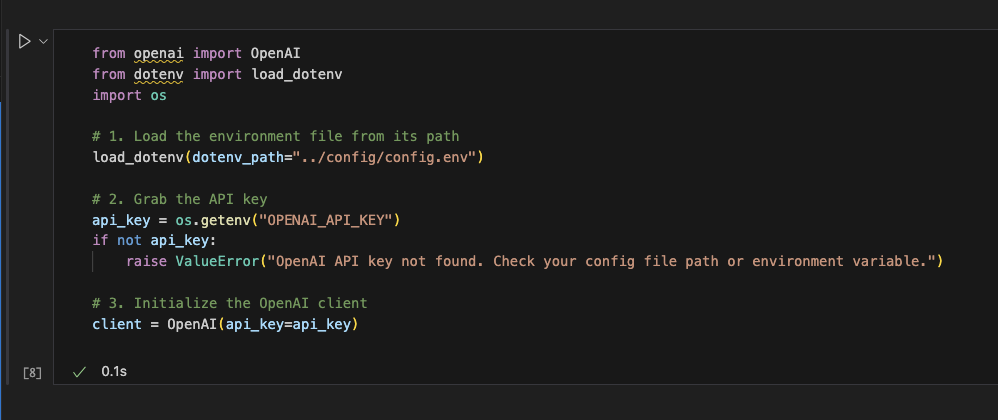 from openai import OpenAI
from dotenv import load_dotenv
import os
# 1. Load the environment file from its path
load_dotenv(dotenv_path="../config/config.env")
# 2. Grab the API key
api_key = os.getenv("OPENAI_API_KEY")
if not api_key:
    raise ValueError("OpenAI API key not found. Check your config file path or environment variable.")
# 3. Initialize the OpenAI client
client = OpenAI(api_key=api_key)
[8] 0.1s